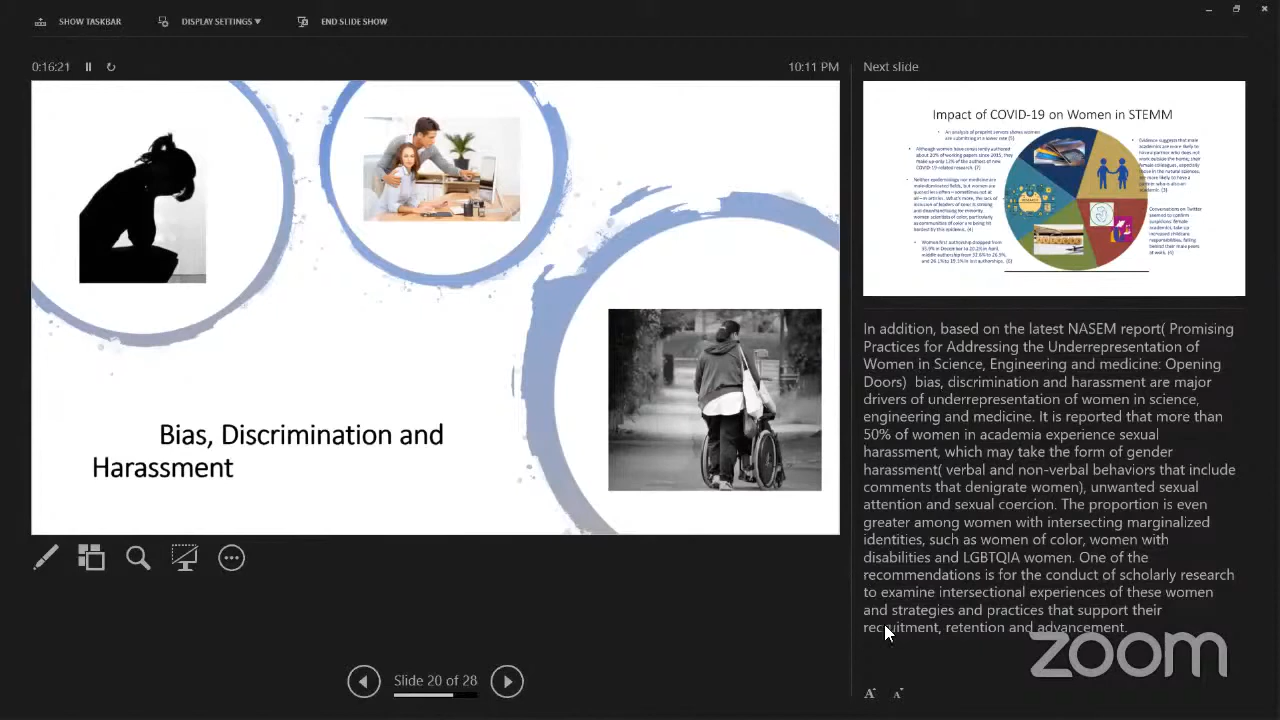 SHOW TASKBAR
DISPLAY SETTINGS
END SLIDE SHOW
0:16:21
10:11 PM
Bias, Discrimination and
Harassment
Slide 20 of 28
Next slide
Impact of COVID-19 on Women in STEMM
In addition, based on the latest NASEM report( Promising
Practices for Addressing the Underrepresentation of
Women in Science, Engineering and medicine: Opening
Doors)  bias, discrimination and harassment are major
drivers of underrepresentation of women in science,
engineering and medicine. It is reported that more than
50% of women in academia experience sexual
harassment, which may take the form of gender
harassment( verbal and non-verbal behaviors that include
comments that denigrate women), unwanted sexual
attention and sexual coercion. The proportion is even
greater among women with intersecting marginalized
identities, such as women of color, women with
disabilities and LGBTQIA women. One of the
recommendations is for the conduct of scholarly research
to examine intersectional experiences of these women
and strategies and practices that support their
recruitment, retention and advancement.
zoom
A A